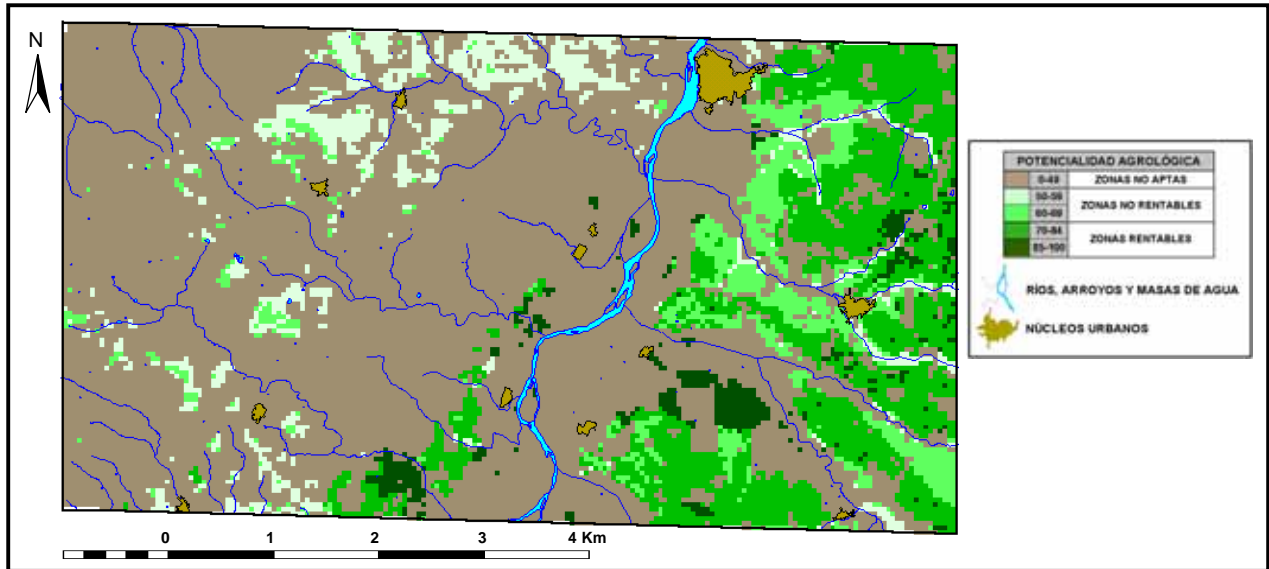 N
POTENCIALIDAD AGROLÓGICA
0-49 ZONAS NO APTAS
50-59
ZONAS NO RENTABLES
60-69
70-84
ZONAS RENTABLES
85-100
RÍOS, ARROYOS Y MASAS DE AGUA
NÚCLEOS URBANOS
0 1 2 3 4 Km